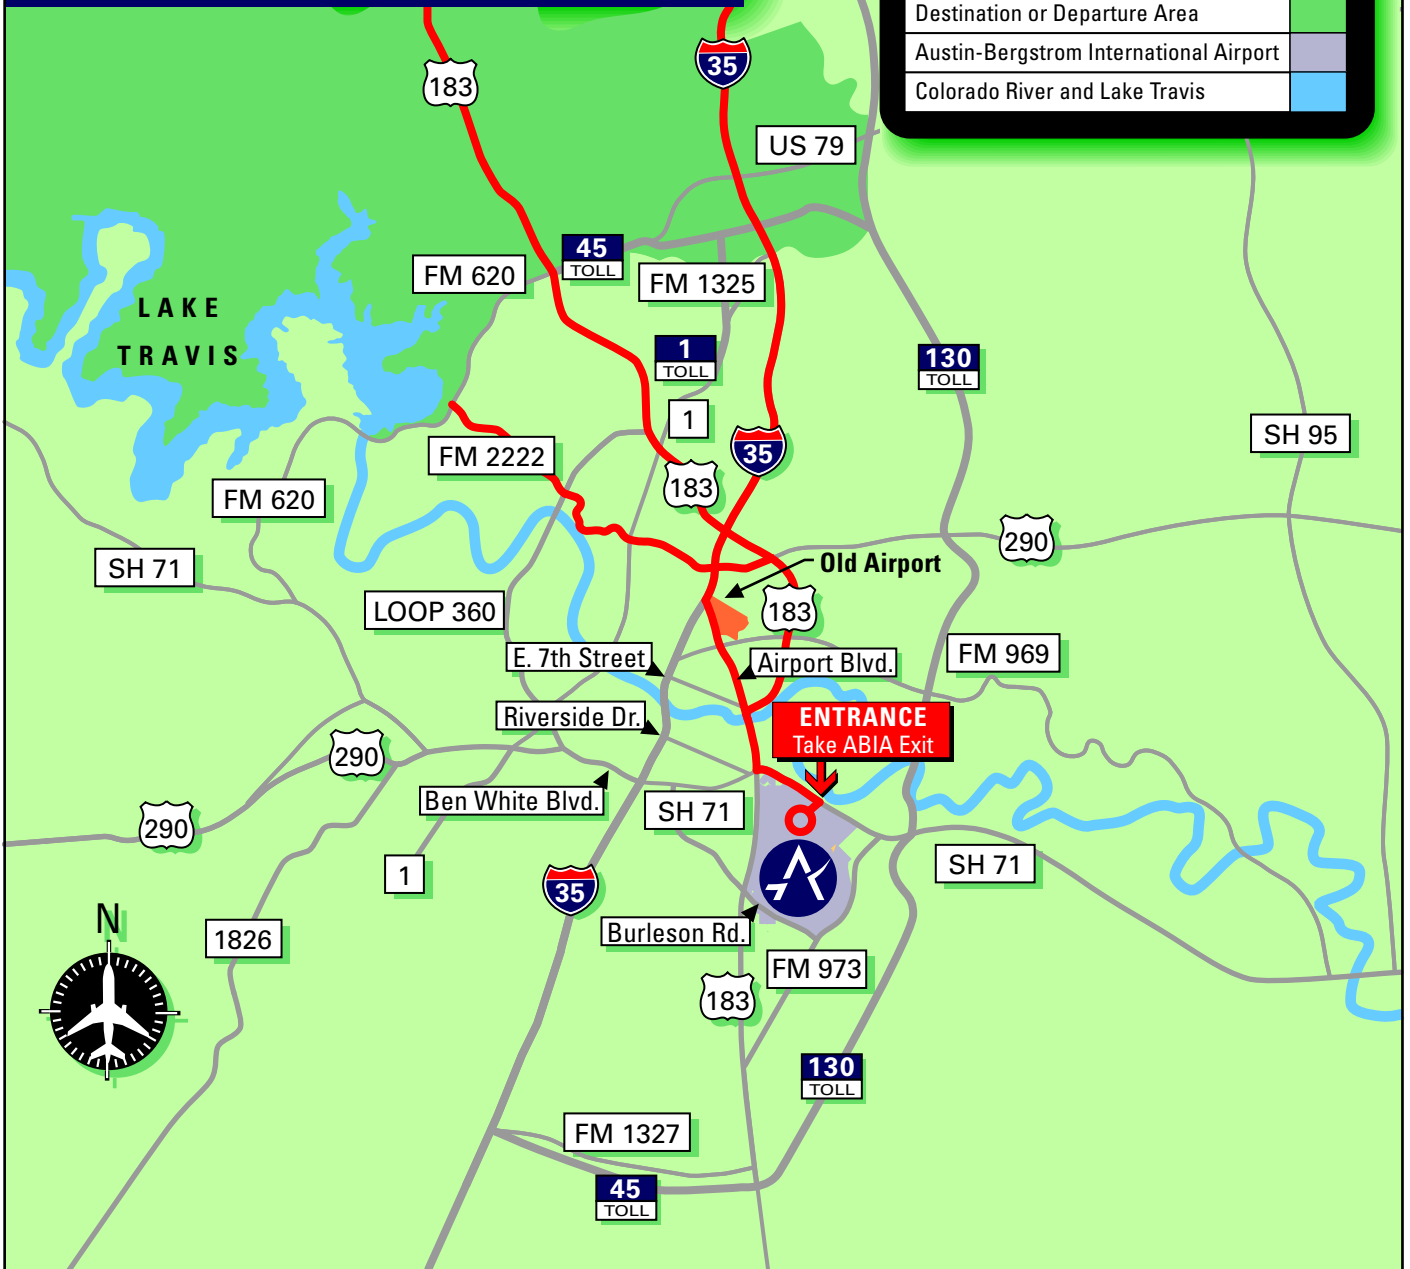 Destination or Departure Area
Austin-Bergstrom International Airport
Colorado River and Lake Travis
35
183
US 79
45
TOLL
FM 620
FM 1325
LAKE
TRAVIS
1
TOLL
130
TOLL
1
SH 95
35
FM 2222
183
FM 620
290
SH 71
Old Airport
LOOP 360
183
E. 7th Street
Airport Blvd.
FM 969
Riverside Dr.
ENTRANCE
Take ABIA Exit
290
Ben White Blvd.
SH 71
290
SH 71
1
35
N
1826
Burleson Rd.
FM 973
183
130
TOLL
FM 1327
45
TOLL